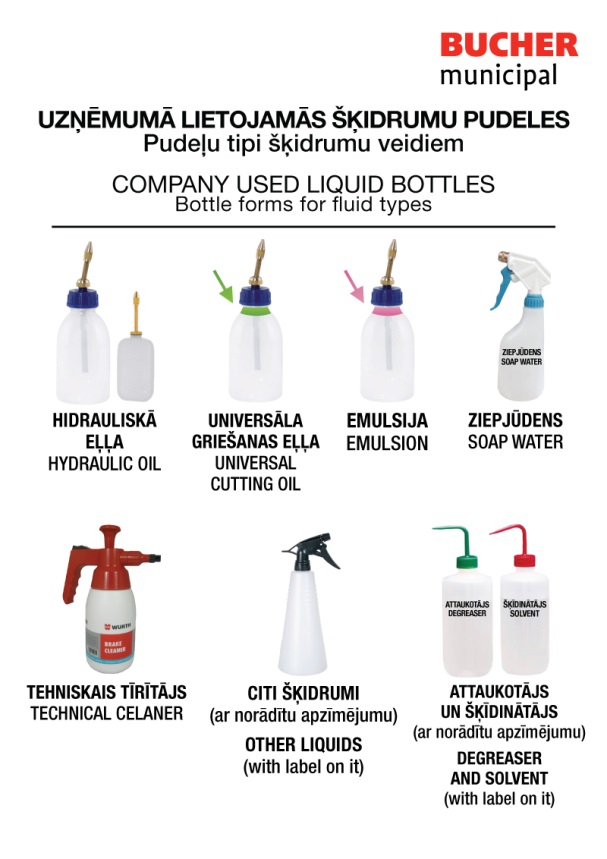 BUCHER
municipal
UZŅĒMUMĀ LIETOJAMĀS ŠĶIDRUMU PUDELES
Pudeļu tipi šķidrumu veidiem
COMPANY USED LIQUID BOTTLES
Bottle forms for fluid types
ZIEPJŪDENS
SOAP WATER
HIDRAULISKĀ
EĻĻA
HYDRAULIC OIL
UNIVERSĀLA
GRIEŠANAS EĻĻA
UNIVERSAL
CUTTING OIL
EMULSIJA
EMULSION
ZIEPJŪDENS
SOAP WATER
WURTH
BRAKE
CLEANER
ATTAUKOTĀJS
DEGREASER
ŠĶĪDINĀTĀJS
SOLVENT
TEHNISKAIS TĪRĪTĀJS
TECHNICAL CELANER
CITI ŠĶIDRUMI
(ar norādītu apzīmējumu)
OTHER LIQUIDS
(with label on it)
ATTAUKOTĀJS
UN ŠĶĪDINĀTĀJS
(ar norādītu apzīmējumu)
DEGREASER
AND SOLVENT
(with label on it)